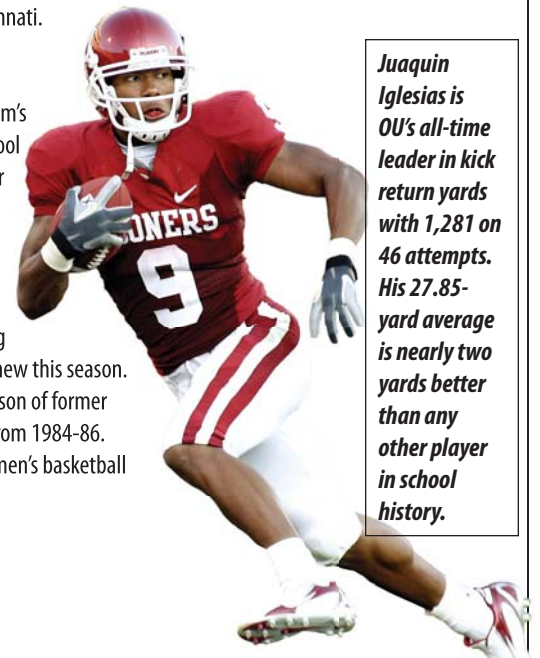 nnati.
m's
ool
r
g
new this season.
son of former
rom 1984-86.
men's basketball
Juaquin
Iglesias is
OU's all-time
leader in kick
return yards
with 1,281 on
46 attempts.
His 27.85-
yard average
is nearly two
yards better
than any
other player
in school
history.
OONERS
9